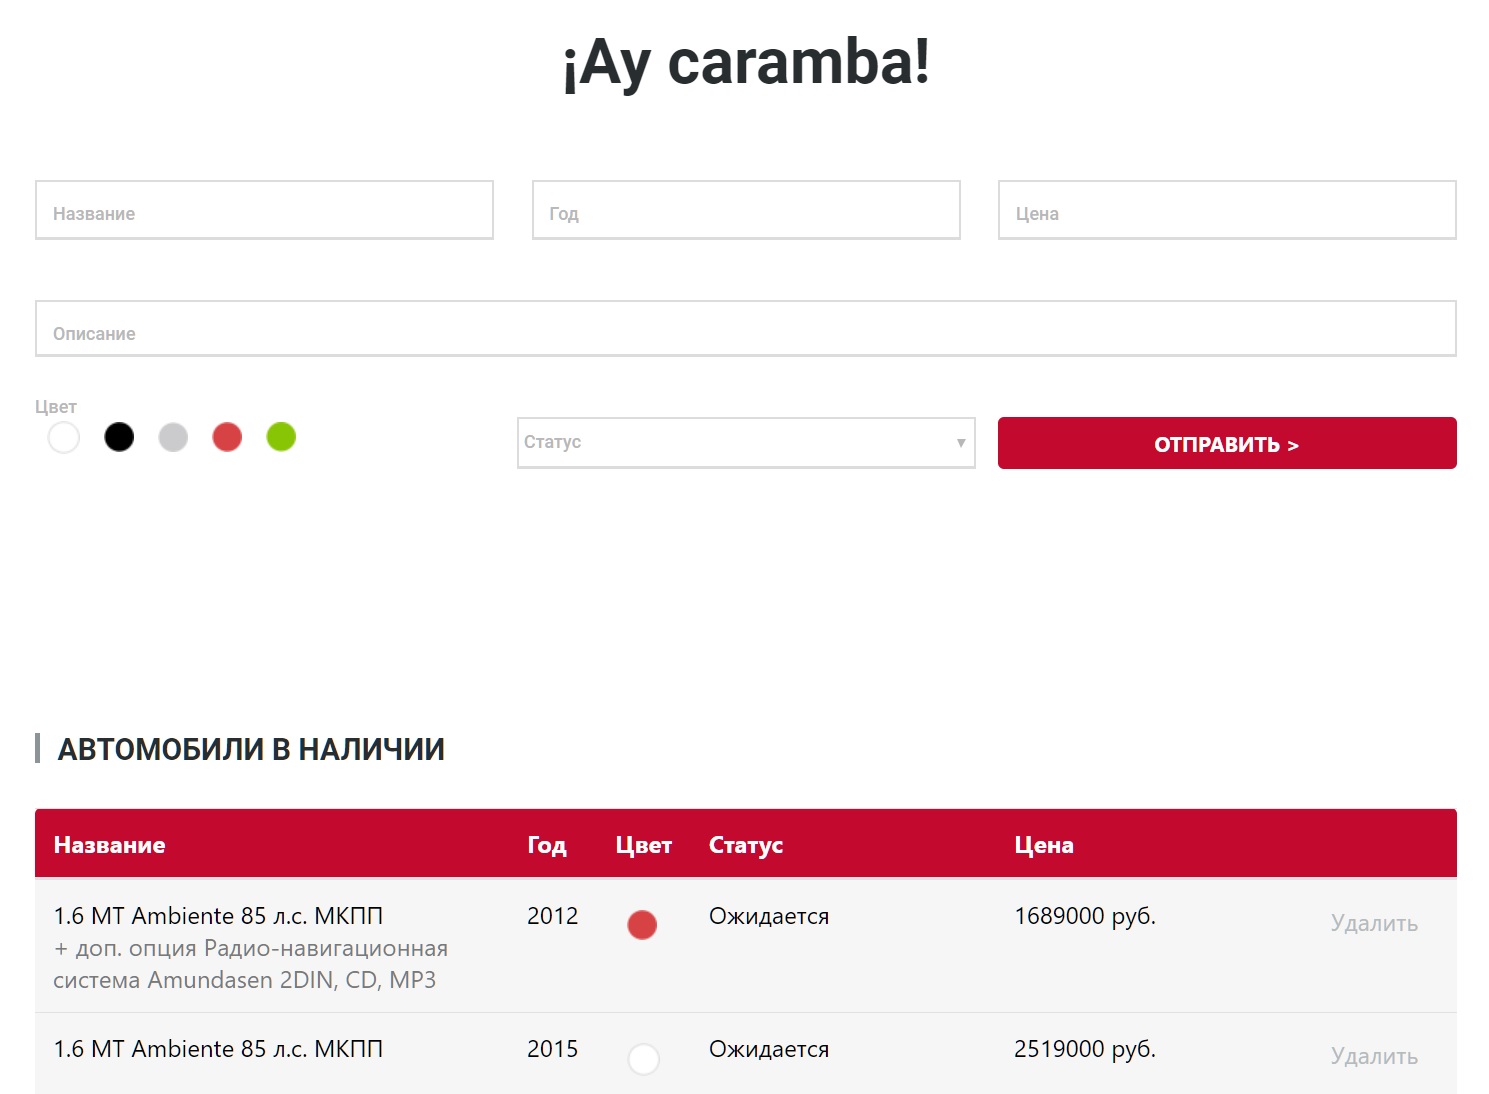 ¡Ay caramba!
Название
Год
Цена
Описание
Цвет
Статус
ОТПРАВИТЬ >
АВТОМОБИЛИ В НАЛИЧИИ
Название Год Цвет Статус Цена
1.6 MT Ambiente 85 л.с. МКПП 2012 Ожидается 1689000 руб. Удалить
+ доп. опция Радио-навигационная
система Amundasen 2DIN, CD, MP3
1.6 MT Ambiente 85 л.с. МКПП 2015 Ожидается 2519000 руб. Удалить